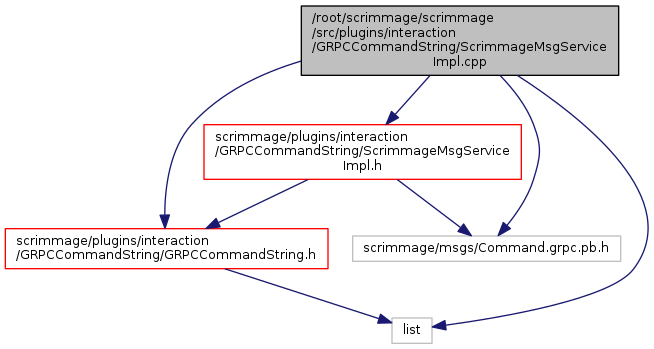 /root/scrimmage/scrimmage
/src/plugins/interaction
/GRPCCommandString/ScrimmageMsgService
Impl.cpp
scrimmage/plugins/interaction
/GRPCCommandString/ScrimmageMsgService
Impl.h
scrimmage/plugins/interaction
/GRPCCommandString/GRPCCommandString.h
scrimmage/msgs/Command.grpc.pb.h
list